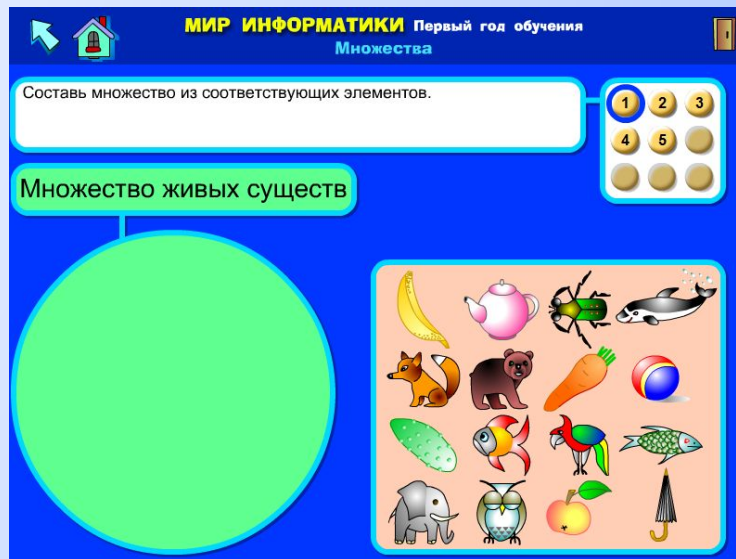 МИР ИНФОРМАТИКИ Первый год обучения
Множества
Составь множество из соответствующих элементов.
1 2 3
4 5
Множество живых существ